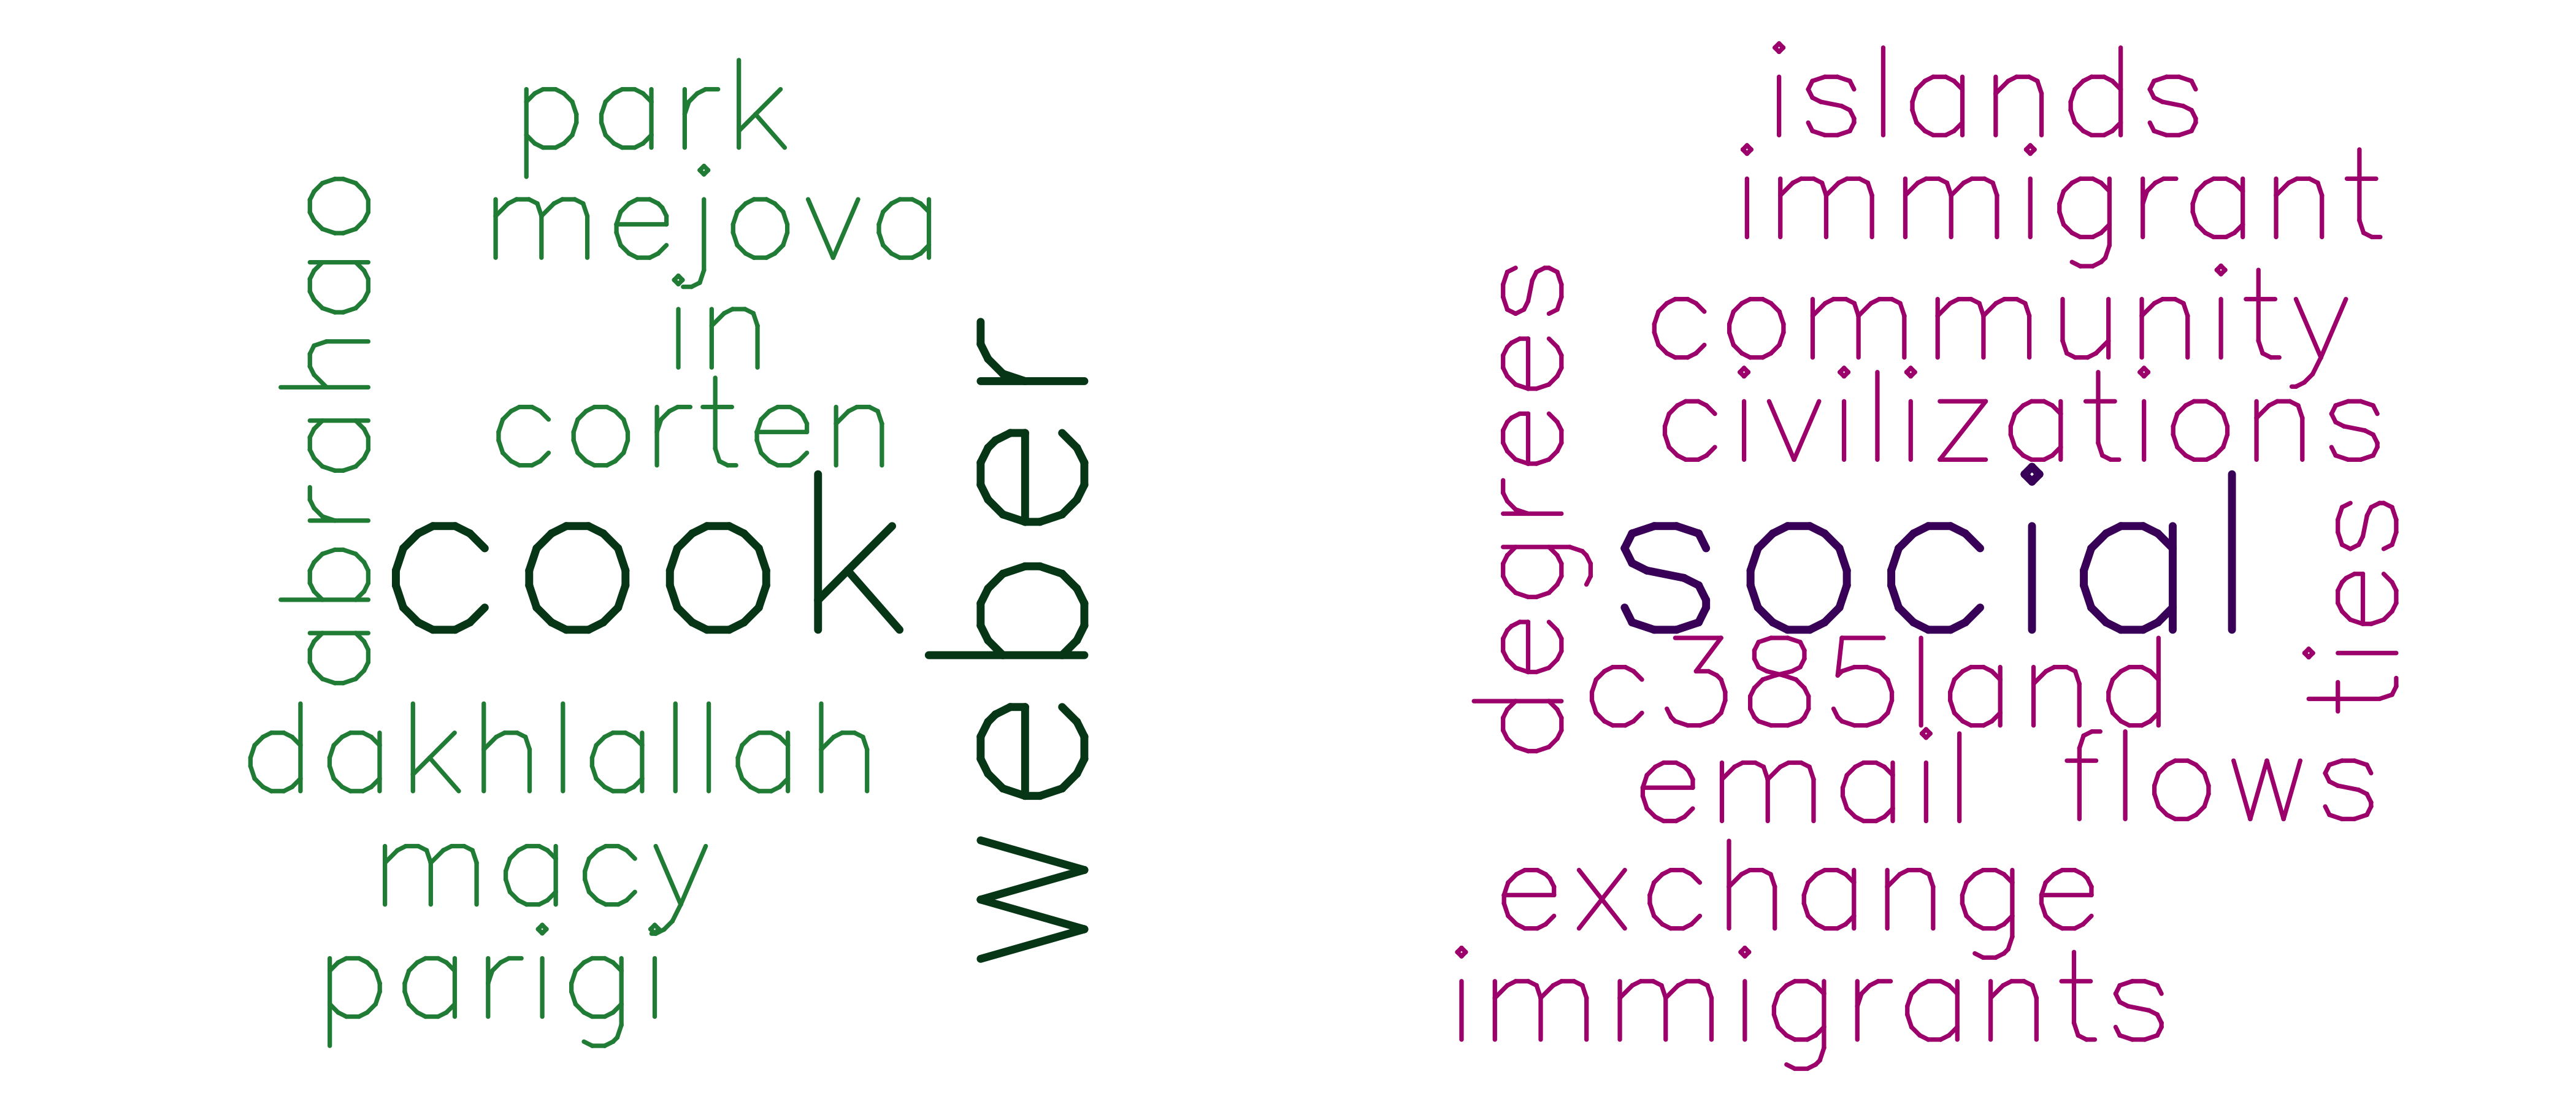 park
mejova
in
corten
abrahao
cook
weber
dakhlallah
macy
parigi
islands
immigrant
community
civilizations
degrees
social
ties
c385land
email flows
exchange
immigrants